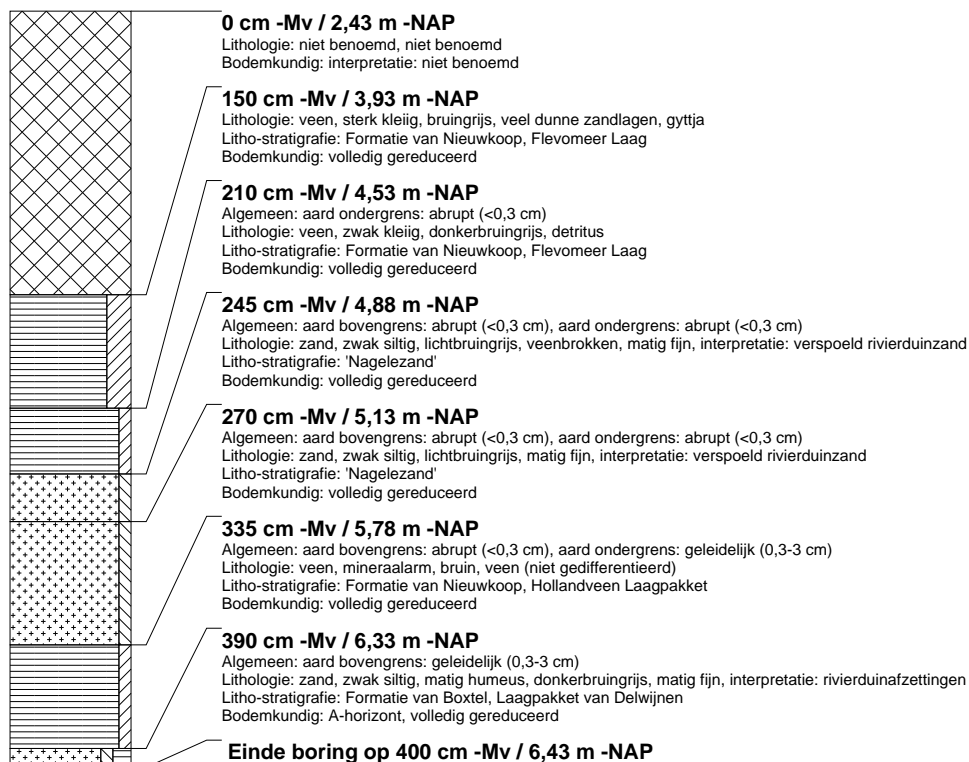 0 cm -Mv / 2,43 m -NAP
Lithologie: niet benoemd, niet benoemd
Bodemkundig: interpretatie: niet benoemd
150 cm -Mv / 3,93 m -NAP
Lithologie: veen, sterk kleiig, bruingrijs, veel dunne zandlagen, gyttja
Litho-stratigrafie: Formatie van Nieuwkoop, Flevomeer Laag
Bodemkundig: volledig gereduceerd
210 cm -Mv / 4,53 m -NAP
Algemeen: aard ondergrens: abrupt (<0,3 cm)
Lithologie: veen, zwak kleiig, donkerbruingrijs, detritus
Litho-stratigrafie: Formatie van Nieuwkoop, Flevomeer Laag
Bodemkundig: volledig gereduceerd
245 cm -Mv / 4,88 m -NAP
Algemeen: aard bovengrens: abrupt (<0,3 cm), aard ondergrens: abrupt (<0,3 cm)
Lithologie: zand, zwak siltig, lichtbruingrijs, veenbrokken, matig fijn, interpretatie: verspoeld rivierduinzand
Litho-stratigrafie: 'Nagelezand'
Bodemkundig: volledig gereduceerd
270 cm -Mv / 5,13 m -NAP
Algemeen: aard bovengrens: abrupt (<0,3 cm), aard ondergrens: abrupt (<0,3 cm)
Lithologie: zand, zwak siltig, lichtbruingrijs, matig fijn, interpretatie: verspoeld rivierduinzand
Litho-stratigrafie: 'Nagelezand'
Bodemkundig: volledig gereduceerd
335 cm -Mv / 5,78 m -NAP
Algemeen: aard bovengrens: abrupt (<0,3 cm), aard ondergrens: geleidelijk (0,3-3 cm)
Lithologie: veen, mineraalarm, bruin, veen (niet gedifferentieerd)
Litho-stratigrafie: Formatie van Nieuwkoop, Hollandveen Laagpakket
Bodemkundig: volledig gereduceerd
390 cm -Mv / 6,33 m -NAP
Algemeen: aard bovengrens: geleidelijk (0,3-3 cm)
Lithologie: zand, zwak siltig, matig humeus, donkerbruingrijs, matig fijn, interpretatie: rivierduinafzettingen
Litho-stratigrafie: Formatie van Boxtel, Laagpakket van Delwijnen
Bodemkundig: A-horizont, volledig gereduceerd
Einde boring op 400 cm -Mv / 6,43 m -NAP